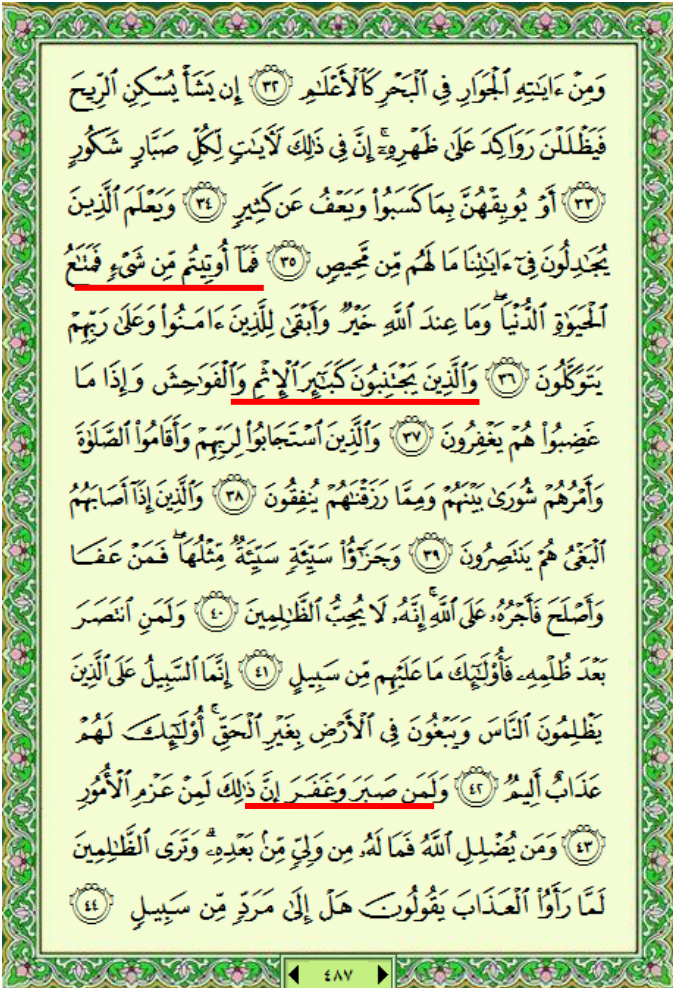 وَمِنْ ءَايَٰتِهِ ٱلْجَوَارِ فِى ٱلْبَحْرِ كَٱلْأَعْلَٰمِ ٣٢ إِن يَشَأْ يُسْكِنِ ٱلرِّيحَ
فَيَظْلَلْنَ رَوَاكِدَ عَلَىٰ ظَهْرِهِۦٓ ۚ إِنَّ فِى ذَٰلِكَ لَءَايَٰتٍ لِّكُلِّ صَبَّارٍ شَكُورٍ
٣٣ أَوْ يُوبِقْهُنَّ بِمَا كَسَبُوا۟ وَيَعْفُ عَن كَثِيرٍ ٣٤ وَيَعْلَمَ ٱلَّذِينَ
يُجَٰدِلُونَ فِىٓ ءَايَٰتِنَا مَا لَهُم مِّن مَّحِيصٍ ٣٥ فَمَآ أُوتِيتُم مِّن شَىْءٍ فَمَتَٰعُ
ٱلْحَيَوٰةِ ٱلدُّنْيَا ۖ وَمَا عِندَ ٱللَّهِ خَيْرٌ وَأَبْقَىٰ لِلَّذِينَ ءَامَنُوا۟ وَعَلَىٰ رَبِّهِمْ
يَتَوَكَّلُونَ ٣٦ وَٱلَّذِينَ يَجْتَنِبُونَ كَبَٰٓئِرَ ٱلْإِثْمِ وَٱلْفَوَٰحِشَ وَإِذَا مَا
غَضِبُوا۟ هُمْ يَغْفِرُونَ ٣٧ وَٱلَّذِينَ ٱسْتَجَابُوا۟ لِرَبِّهِمْ وَأَقَامُوا۟ ٱلصَّلَوٰةَ
وَأَمْرُهُمْ شُورَىٰ بَيْنَهُمْ وَمِمَّا رَزَقْنَٰهُمْ يُنفِقُونَ ٣٨ وَٱلَّذِينَ إِذَآ أَصَابَهُمُ
ٱلْبَغْىُ هُمْ يَنتَصِرُونَ ٣٩ وَجَزَٰٓؤُا۟ سَيِّئَةٍ سَيِّئَةٌ مِّثْلُهَا ۖ فَمَنْ عَفَا
وَأَصْلَحَ فَأَجْرُهُۥ عَلَى ٱللَّهِ ۚ إِنَّهُۥ لَا يُحِبُّ ٱلظَّٰلِمِينَ ٤٠ وَلَمَنِ ٱنتَصَرَ
بَعْدَ ظُلْمِهِۦ فَأُو۟لَٰٓئِكَ مَا عَلَيْهِم مِّن سَبِيلٍ ٤١ إِنَّمَا ٱلسَّبِيلُ عَلَى ٱلَّذِينَ
يَظْلِمُونَ ٱلنَّاسَ وَيَبْغُونَ فِى ٱلْأَرْضِ بِغَيْرِ ٱلْحَقِّ ۚ أُو۟لَٰٓئِكَ لَهُمْ
عَذَابٌ أَلِيمٌ ٤٢ وَلَمَن صَبَرَ وَغَفَرَ إِنَّ ذَٰلِكَ لَمِنْ عَزْمِ ٱلْأُمُورِ
٤٣ وَمَن يُضْلِلِ ٱللَّهُ فَمَا لَهُۥ مِن وَلِىٍّ مِّنۢ بَعْدِهِۦ ۗ وَتَرَى ٱلظَّٰلِمِينَ
لَمَّا رَأَوُا۟ ٱلْعَذَابَ يَقُولُونَ هَلْ إِلَىٰ مَرَدٍّ مِّن سَبِيلٍ ٤٤
٤٨٧